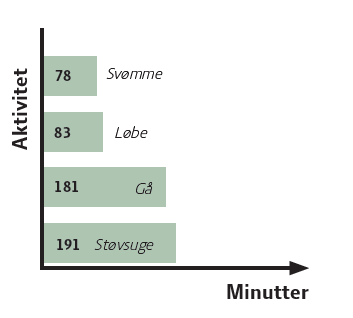 Aktivitet
78 Svømme
83 Løbe
181 Gå
191 Støvsuge
Minutter